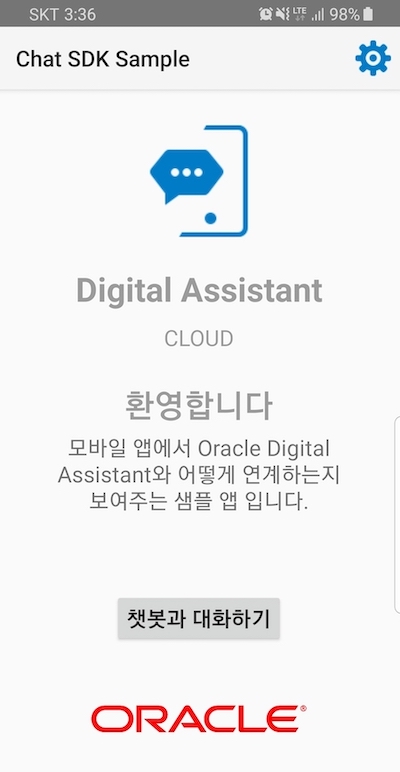 SKT 3:36
LTE
98%
Chat SDK Sample
Digital Assistant
CLOUD
환영합니다
모바일 앱에서 Oracle Digital
Assistant와 어떻게 연계하는지
보여주는 샘플 앱 입니다.
챗봇과 대화하기
ORACLE®